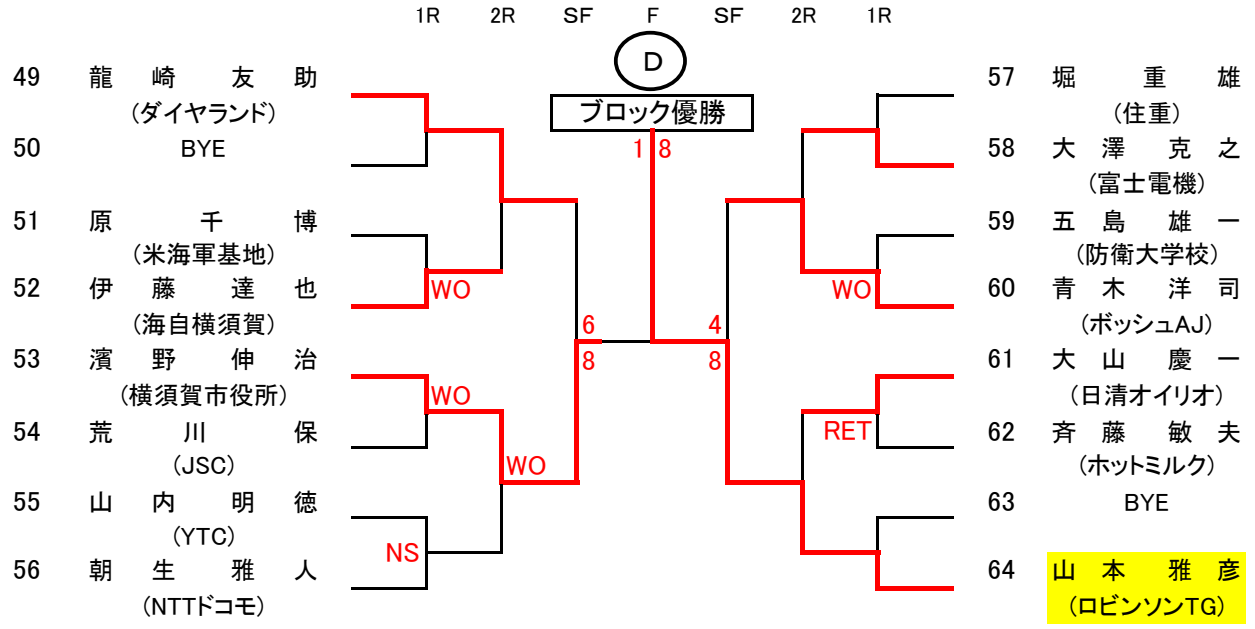 1R 2R SF F SF 2R 1R
D
ブロック優勝
1 8
49 龍崎友助
(ダイヤランド)
50 BYE
51 原千博
(米海軍基地)
52 伊藤達也
(海自横須賀)
WO
53 濱野伸治
(横須賀市役所)
WO
54 荒川保
(JSC)
WO
55 山内明徳
(YTC)
NS
56 朝生雅人
(NTTドコモ)
6
8
4
8
57 堀重雄
(住重)
58 大澤克之
(富士電機)
59 五島雄一
(防衛大学校)
WO
60 青木洋司
(ボッシュAJ)
61 大山慶一
(日清オイリオ)
RET
62 斉藤敏夫
(ホットミルク)
63 BYE
64 山本雅彦
(ロビンソンTG)